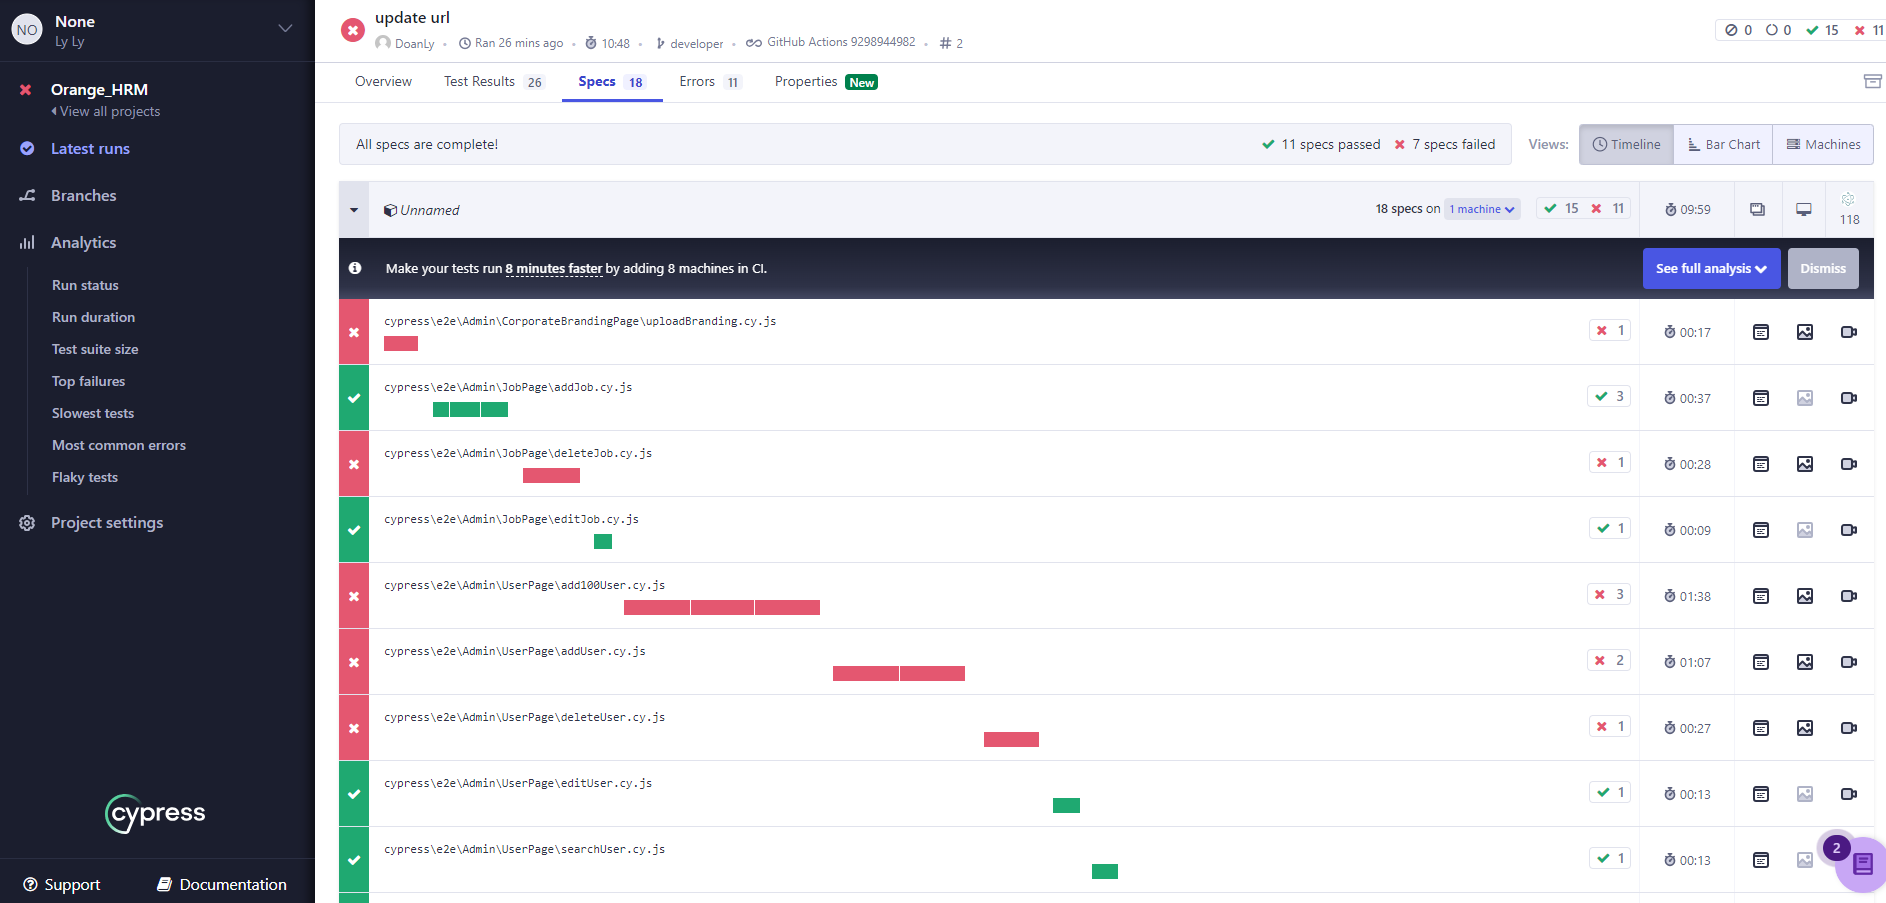 NO
None
Ly Ly
Orange_HRM
View all projects
Latest runs
Branches
Analytics
Run status
Run duration
Test suite size
Top failures
Slowest tests
Most common errors
Flaky tests
Project settings
cypress
Support
Documentation
update url
DoanLy
Ran 26 mins ago
10:48
developer
GitHub Actions 9298944982
# 2
0 0 15 11
Overview
Test Results 26
Specs 18
Errors 11
Properties New
All specs are complete!
11 specs passed
7 specs failed
Views:
Timeline
Bar Chart
Machines
Unnamed
18 specs on 1 machine
15 11
09:59
118
Make your tests run 8 minutes faster by adding 8 machines in CI.
See full analysis
Dismiss
cypress\e2e\Admin\CorporateBrandingPage\uploadBranding.cy.js
1
00:17
cypress\e2e\Admin\JobPage\addJob.cy.js
3
00:37
cypress\e2e\Admin\JobPage\deleteJob.cy.js
1
00:28
cypress\e2e\Admin\JobPage\editJob.cy.js
1
00:09
cypress\e2e\Admin\UserPage\add100User.cy.js
3
01:38
cypress\e2e\Admin\UserPage\addUser.cy.js
2
01:07
cypress\e2e\Admin\UserPage\deleteUser.cy.js
1
00:27
cypress\e2e\Admin\UserPage\editUser.cy.js
1
00:13
cypress\e2e\Admin\UserPage\searchUser.cy.js
1
00:13
2